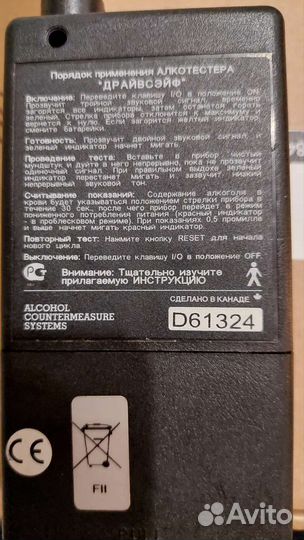 Порядок применения АЛКОТЕСТЕРА
"ДРАЙВСЭЙФ"
Включение: Переведите клавишу I/O в положение ON.
Прозвучит тройной звуковой сигнал, временно
загорятся все индикаторы, затем останется гореть
зеленый. Стрелка прибора отклонится к максимуму и
вернется к нулю. Если загорится желтый индикатор -
смените батарейки.
Готовность: Прозвучит двойной звуковой сигнал, и
зеленый индикатор начнет мигать.
Проведение теста: Вставьте в прибор чистый
мундштук и дуйте в него непрерывно, пока не прозвучит
одиночный сигнал. При правильном выдохе зеленый
индикатор перестанет мигать и зазвучит
непрерывный звуковой тон.
Считывание показаний: Содержание алкоголя в
крови будет указываться положением стрелки прибора в
течение 30 сек., после чего прибор перейдет в режим
пониженного потребления питания (красный индикатор
- в проблесковом режиме). При показаниях 0,5 промилле
и выше начнет мигать красный индикатор.
Повторный тест: Нажмите кнопку RESET для начала
нового цикла.
Выключение: Переведите клавишу I/O в положение OFF.
Внимание: Тщательно изучите
прилагаемую ИНСТРУКЦИЮ
СДЕЛАНО В КАНАДЕ
ALCOHOL
COUNTERMEASURE
SYSTEMS
D61324
CE
FII
Avito